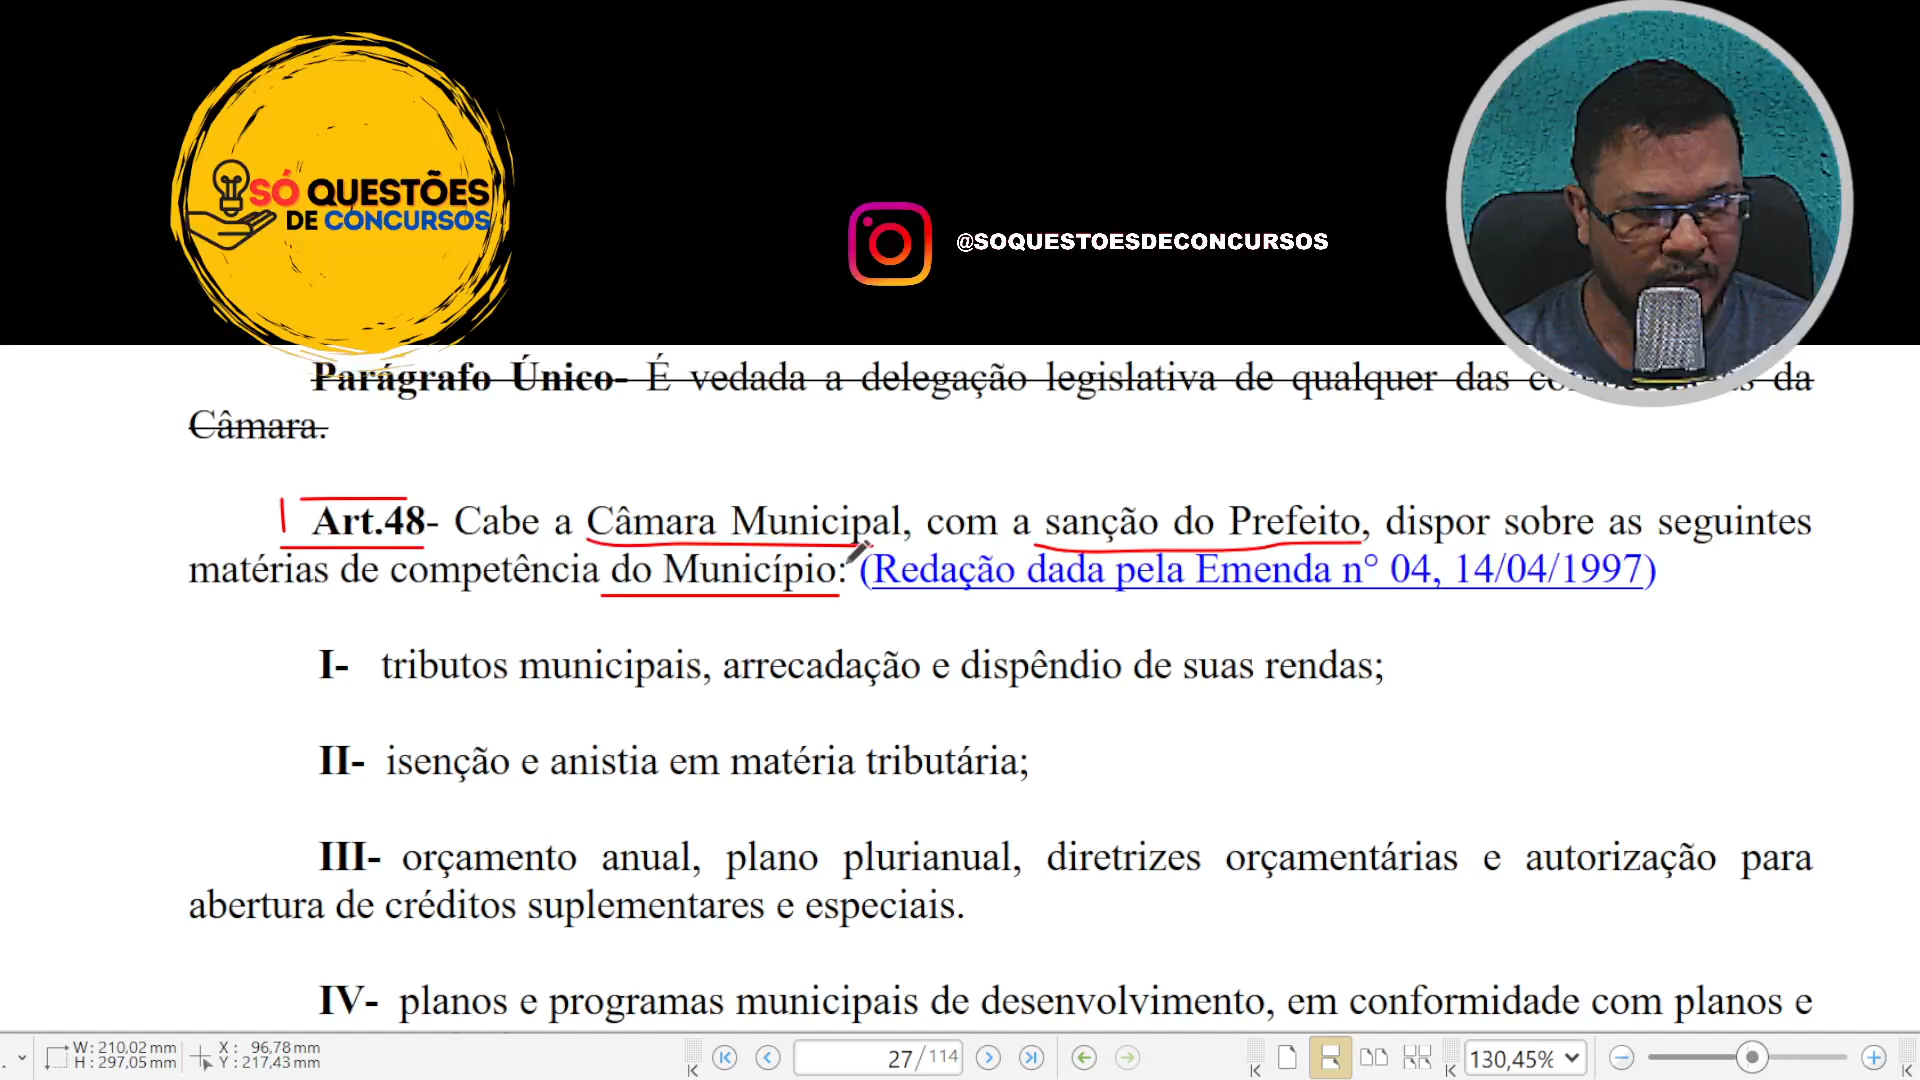 SÓ QUESTÕES
DE CONCURSOS
@SOQUESTOESDECONCURSOS
Parágrafo Único- É vedada a delegação legislativa de qualquer das da
Câmara.
Art.48- Cabe a Câmara Municipal, com a sanção do Prefeito, dispor sobre as seguintes
matérias de competência do Município: (Redação dada pela Emenda n° 04, 14/04/1997)
I- tributos municipais, arrecadação e dispêndio de suas rendas;
II- isenção e anistia em matéria tributária;
III- orçamento anual, plano plurianual, diretrizes orçamentárias e autorização para
abertura de créditos suplementares e especiais.
IV- planos e programas municipais de desenvolvimento, em conformidade com planos e
W: 210,02 mm X : 96,78 mm
H: 297,05 mm Y : 217,43 mm
27/114
130,45%